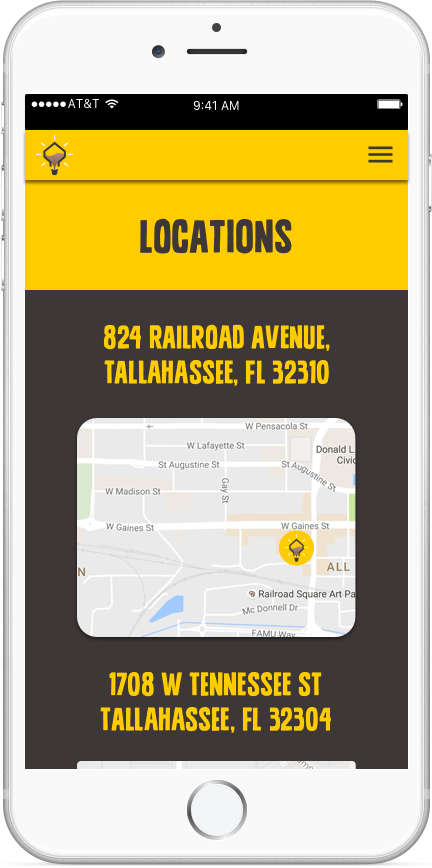 AT&T 9:41 AM
LOCATIONS
824 RAILROAD AVENUE,
TALLAHASSEE, FL 32310
W Pensacola St
W Lafayette St
Donald L
Civic
St Augustine St
St Augustine St
W Madison St
Gay St
W Gaines St
W Gaines St
N
ALL
Railroad Square Art Pa
Mc Donnell Dr
FAMU Way
1708 W TENNESSEE ST
TALLAHASSEE, FL 32304